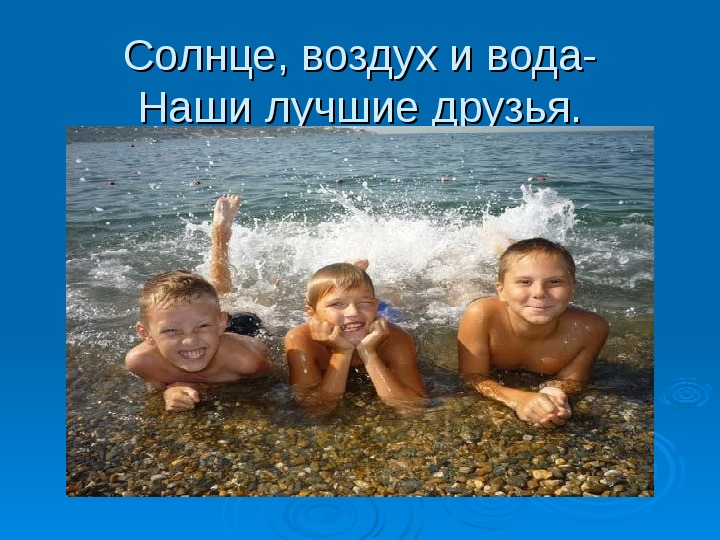 Солнце, воздух и вода-
Наши лучшие друзья.